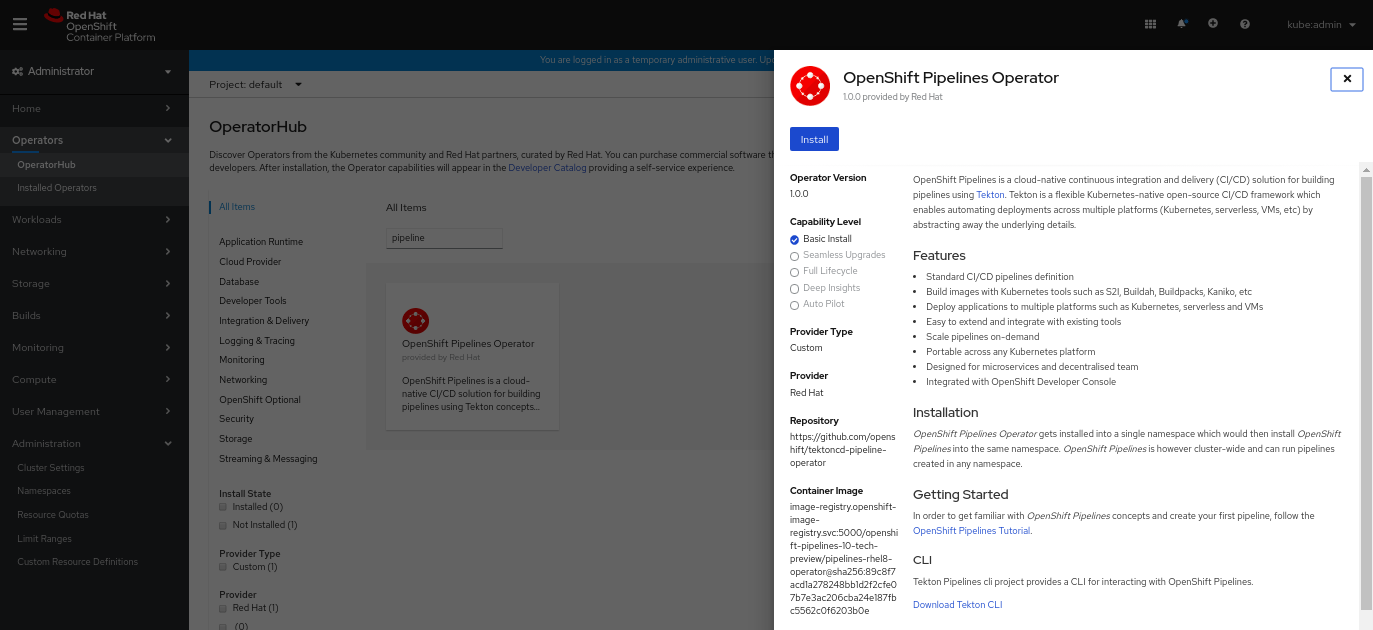 Red Hat
OpenShift
Container Platform
kube:admin
Administrator
Home
Operators
OperatorHub
Installed Operators
Workloads
Networking
Storage
Builds
Monitoring
Compute
User Management
Administration
Cluster Settings
Namespaces
Resource Quotas
Limit Ranges
Custom Resource Definitions
You are logged in as a temporary administrative user. Upd
Project: default
OperatorHub
Discover Operators from the Kubernetes community and Red Hat partners, curated by Red Hat. You can purchase commercial software th
developers. After installation, the Operator capabilities will appear in the Developer Catalog providing a self-service experience.
All Items
Application Runtime
Cloud Provider
Database
Developer Tools
Integration & Delivery
Logging & Tracing
Monitoring
Networking
OpenShift Optional
Security
Storage
Streaming & Messaging
Install State
Installed (0)
Not Installed (1)
Provider Type
Custom (1)
Provider
Red Hat (1)
(0)
All Items
pipeline
OpenShift Pipelines Operator
provided by Red Hat
OpenShift Pipelines is a cloud-
native CI/CD solution for building
pipelines using Tekton concepts...
OpenShift Pipelines Operator
1.0.0 provided by Red Hat
Install
Operator Version
1.0.0
Capability Level
Basic Install
Seamless Upgrades
Full Lifecycle
Deep Insights
Auto Pilot
Provider Type
Custom
Provider
Red Hat
Repository
https://github.com/opens
hift/tektoncd-pipeline-
operator
Container Image
image-registry.openshift-
image-
registry.svc:5000/openshi
ft-pipelines-10-tech-
preview/pipelines-rhel8-
operator@sha256:89c8f7
acd1a278248bb1d2f2cfe0
7b7e3ac206cba24e187fb
c5562c0f6203b0e
OpenShift Pipelines is a cloud-native continuous integration and delivery (CI/CD) solution for building
pipelines using Tekton. Tekton is a flexible Kubernetes-native open-source CI/CD framework which
enables automating deployments across multiple platforms (Kubernetes, serverless, VMs, etc) by
abstracting away the underlying details.
Features
Standard CI/CD pipelines definition
Build images with Kubernetes tools such as S2I, Buildah, Buildpacks, Kaniko, etc
Deploy applications to multiple platforms such as Kubernetes, serverless and VMs
Easy to extend and integrate with existing tools
Scale pipelines on-demand
Portable across any Kubernetes platform
Designed for microservices and decentralised team
Integrated with OpenShift Developer Console
Installation
OpenShift Pipelines Operator gets installed into a single namespace which would then install OpenShift
Pipelines into the same namespace. OpenShift Pipelines is however cluster-wide and can run pipelines
created in any namespace.
Getting Started
In order to get familiar with OpenShift Pipelines concepts and create your first pipeline, follow the
OpenShift Pipelines Tutorial.
CLI
Tekton Pipelines cli project provides a CLI for interacting with OpenShift Pipelines.
Download Tekton CLI